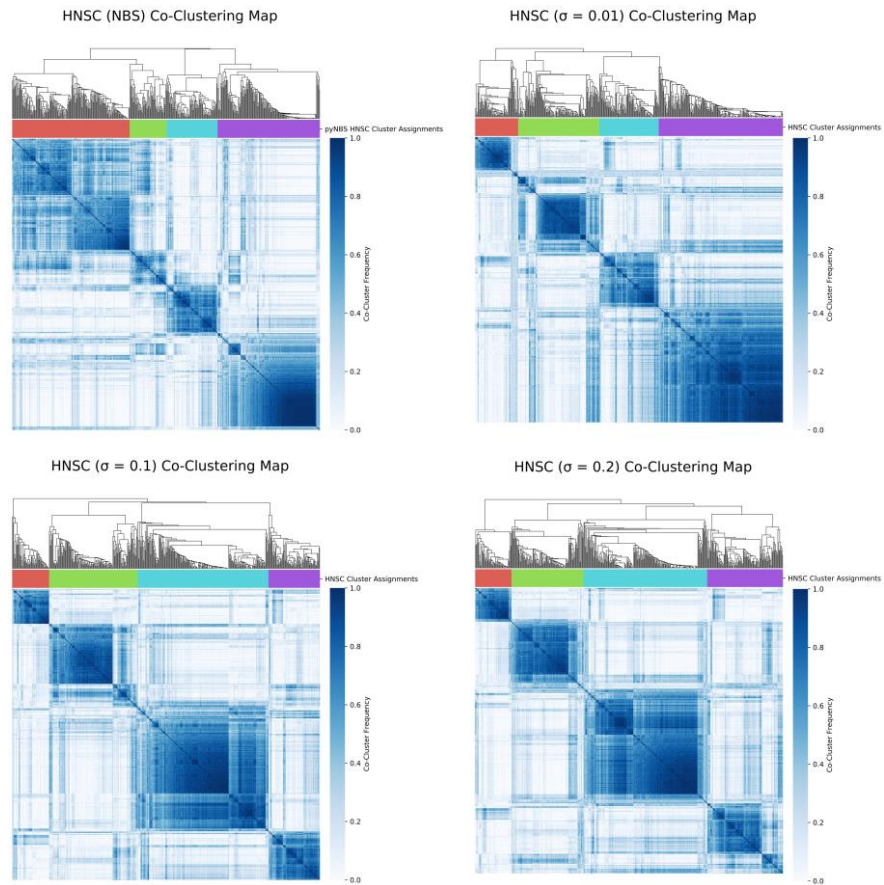 HNSC (NBS) Co-Clustering Map
pyNBS HNSC Cluster Assignments
1.0
0.8
0.6
0.4
0.2
0.0
Co-Cluster Frequency
HNSC (σ = 0.01) Co-Clustering Map
HNSC Cluster Assignments
1.0
0.8
0.6
0.4
0.2
0.0
Co-Cluster Frequency
HNSC (σ = 0.1) Co-Clustering Map
HNSC Cluster Assignments
1.0
0.8
0.6
0.4
0.2
0.0
Co-Cluster Frequency
HNSC (σ = 0.2) Co-Clustering Map
HNSC Cluster Assignments
1.0
0.8
0.6
0.4
0.2
0.0
Co-Cluster Frequency